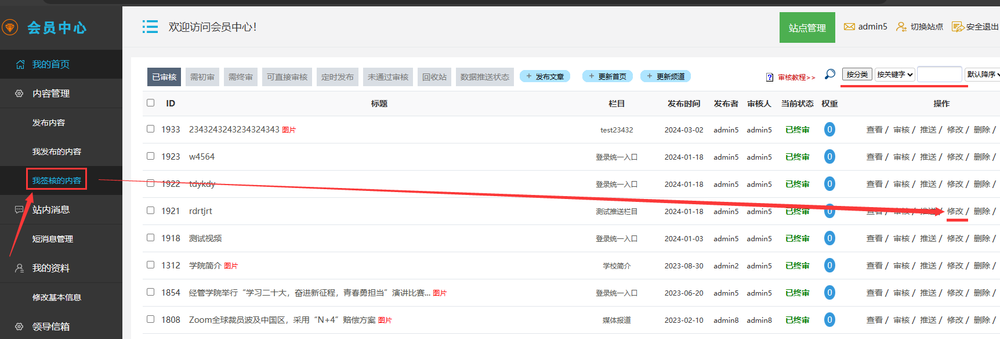 会员中心
欢迎访问会员中心！
站点管理
admin5
切换站点
安全退出
我的首页
内容管理
发布内容
我发布的内容
我签核的内容
站内消息
短消息管理
我的资料
修改基本信息
领导信箱
已审核 需初审 需终审 可直接审核 定时发布 未通过审核 回收站 数据推送状态 + 发布文章 + 更新首页 + 更新频道
? 审核教程>> 按分类 按关键字 默认降序
ID 标题 栏目 发布时间 发布者 审核人 当前状态 权重 操作
1933 2343243243234324343 图片 test23432 2024-03-02 admin5 admin5 已终审 0 查看 / 审核 / 推送 / 修改 / 删除 /
1923 w4564 登录统一入口 2024-01-18 admin5 admin5 已终审 0 查看 / 审核 / 推送 / 修改 / 删除 /
1922 tdykdy 登录统一入口 2024-01-18 admin5 admin5 已终审 0 查看 / 审核 / 推送 / 修改 / 删除 /
1921 rdrtjrt 测试推送栏目 2024-01-18 admin5 admin5 已终审 0 查看 / 审核 / 推送 / 修改 / 删除 /
1918 测试视频 登录统一入口 2024-01-03 admin5 admin5 已终审 0 查看 / 审核 / 推送 / 修改 / 删除 /
1312 学院简介 图片 学校简介 2023-08-30 admin2 admin5 已终审 0 查看 / 审核 / 推送 / 修改 / 删除 /
1854 经管学院举行“学习二十大，奋进新征程，青春勇担当”演讲比赛... 图片 登录统一入口 2023-06-20 admin5 admin5 已终审 0 查看 / 审核 / 推送 / 修改 / 删除 /
1808 Zoom全球裁员波及中国区，采用“N+4”赔偿方案 图片 媒体报道 2023-02-10 admin8 admin8 已终审 0 查看 / 审核 / 推送 / 修改 / 删除 /